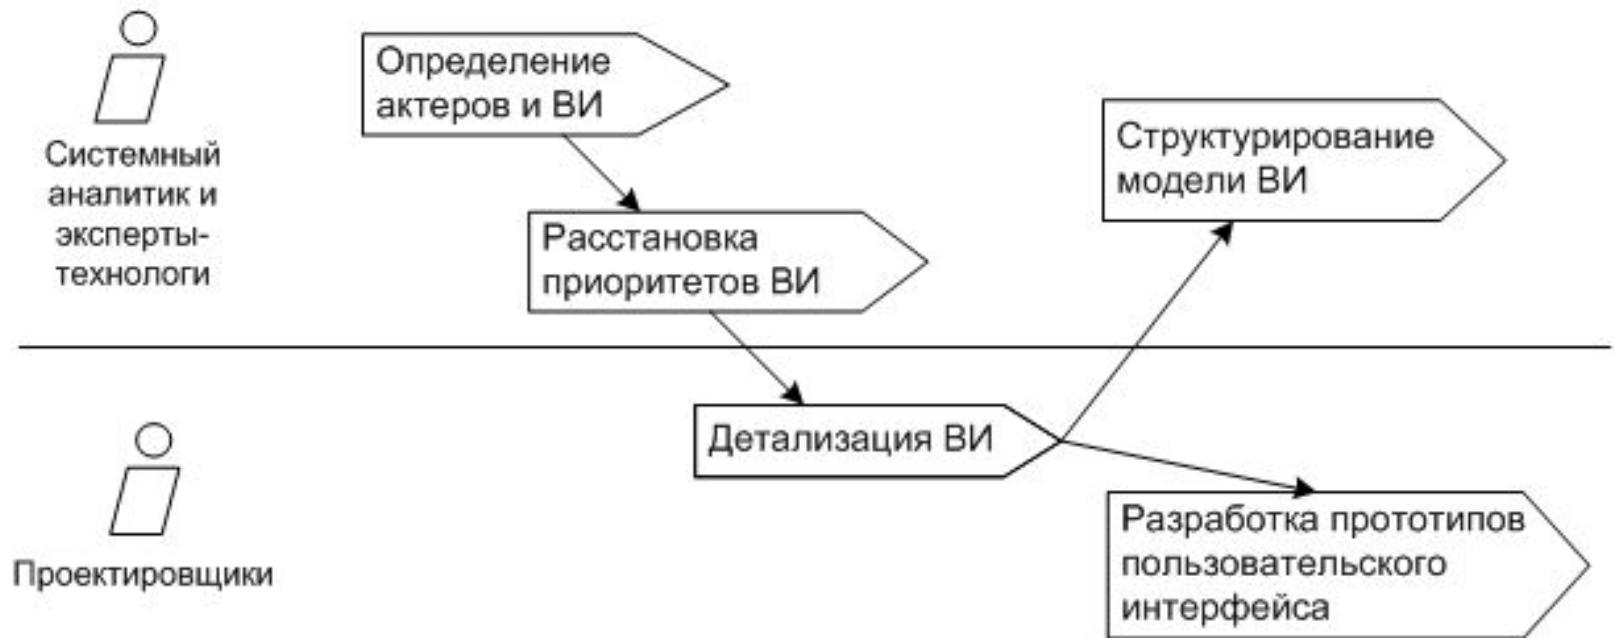 Определение
актеров и ВИ
Системный
аналитик и
эксперты-
технологи
Структурирование
модели ВИ
Расстановка
приоритетов ВИ
Детализация ВИ
Проектировщики
Разработка прототипов
пользовательского
интерфейса